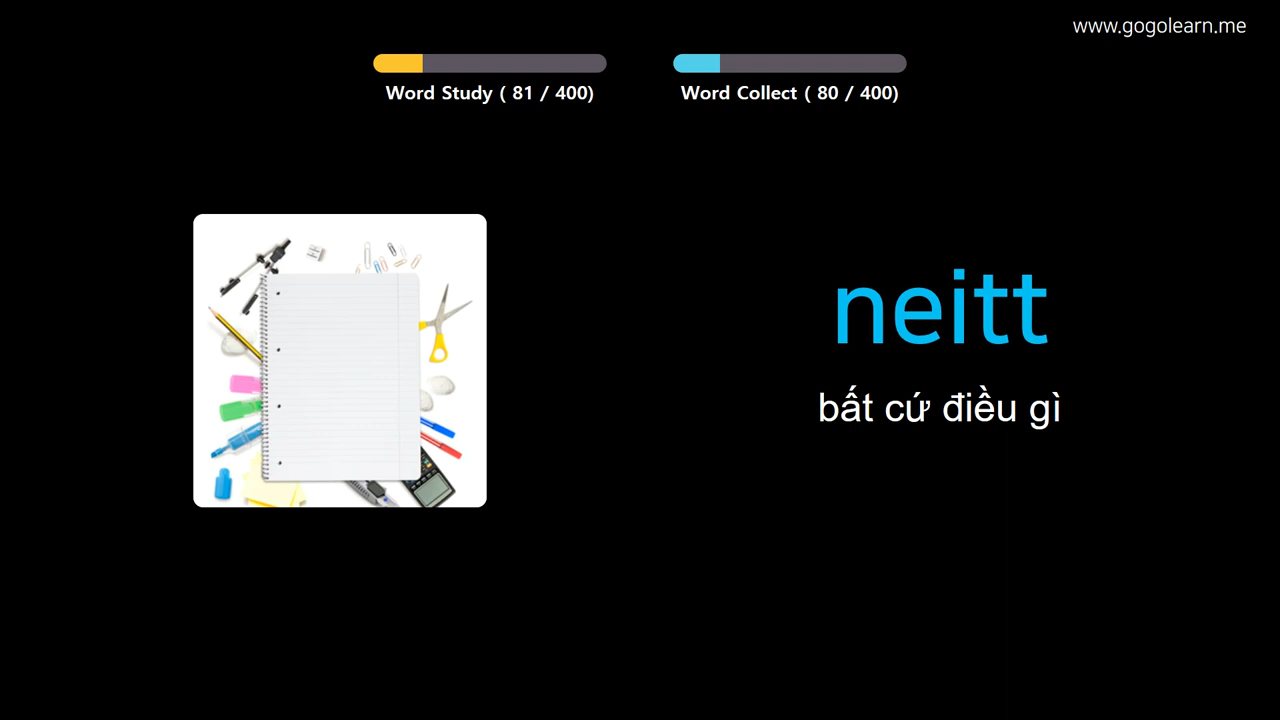 www.gogolearn.me
Word Study ( 81 / 400)
Word Collect ( 80 / 400)
neitt
bất cứ điều gì